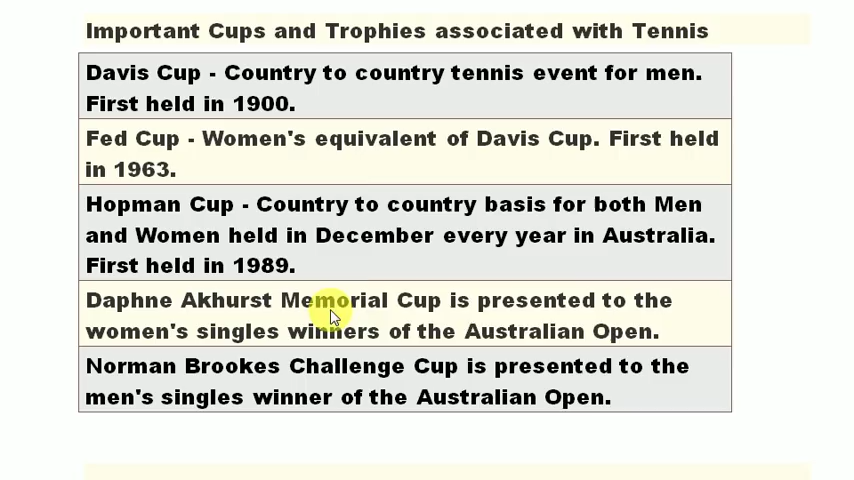 Important Cups and Trophies associated with Tennis
Davis Cup - Country to country tennis event for men.
First held in 1900.
Fed Cup - Women's equivalent of Davis Cup. First held
in 1963.
Hopman Cup - Country to country basis for both Men
and Women held in December every year in Australia.
First held in 1989.
Daphne Akhurst Memorial Cup is presented to the
women's singles winners of the Australian Open.
Norman Brookes Challenge Cup is presented to the
men's singles winner of the Australian Open.